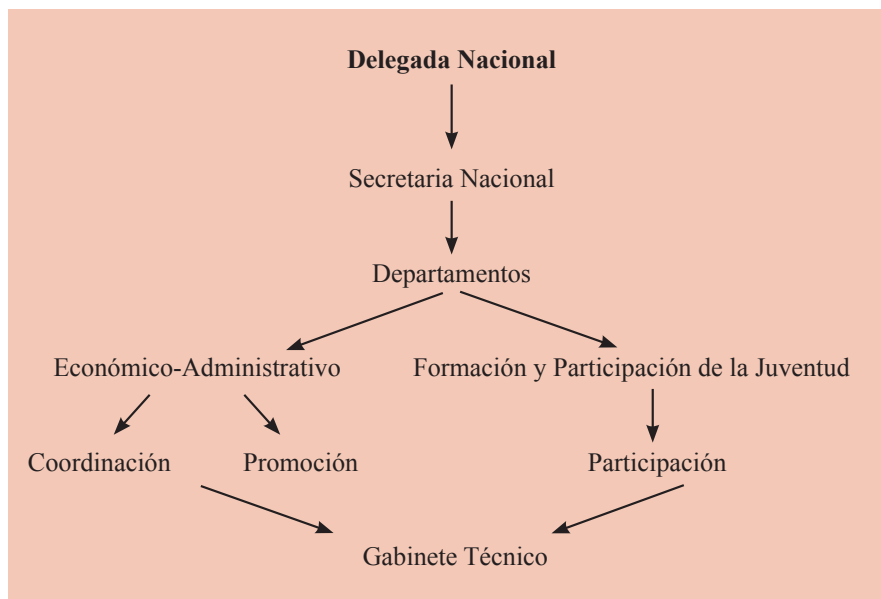 Delegada Nacional
Secretaria Nacional
Departamentos
Económico-Administrativo
Formación y Participación de la Juventud
Coordinación
Promoción
Participación
Gabinete Técnico